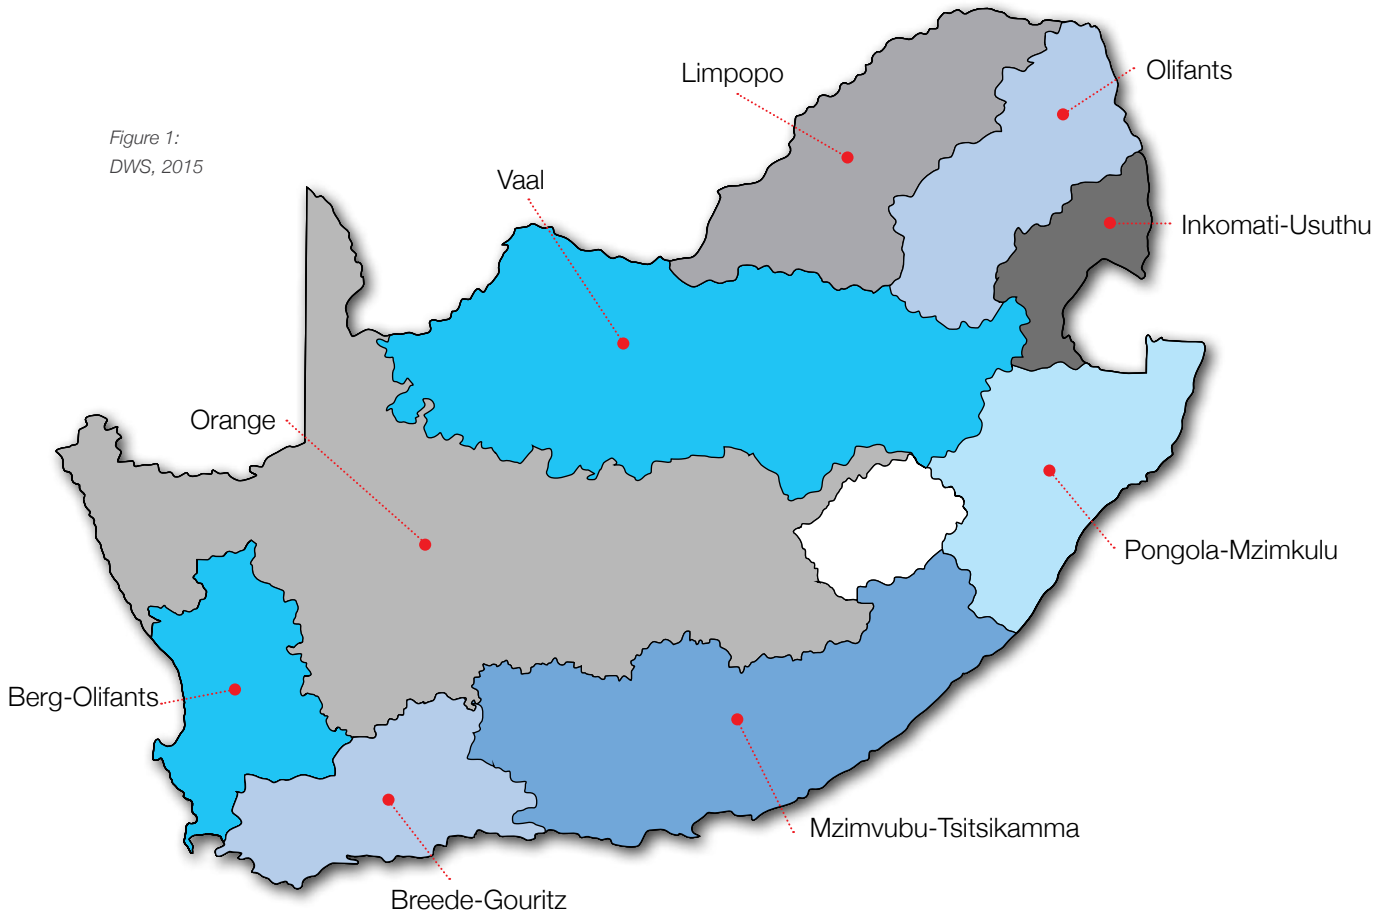 Limpopo
Olifants
Figure 1:
DWS, 2015
Vaal
Inkomati-Usuthu
Orange
Pongola-Mzimkulu
Berg-Olifants
Mzimvubu-Tsitsikamma
Breede-Gouritz